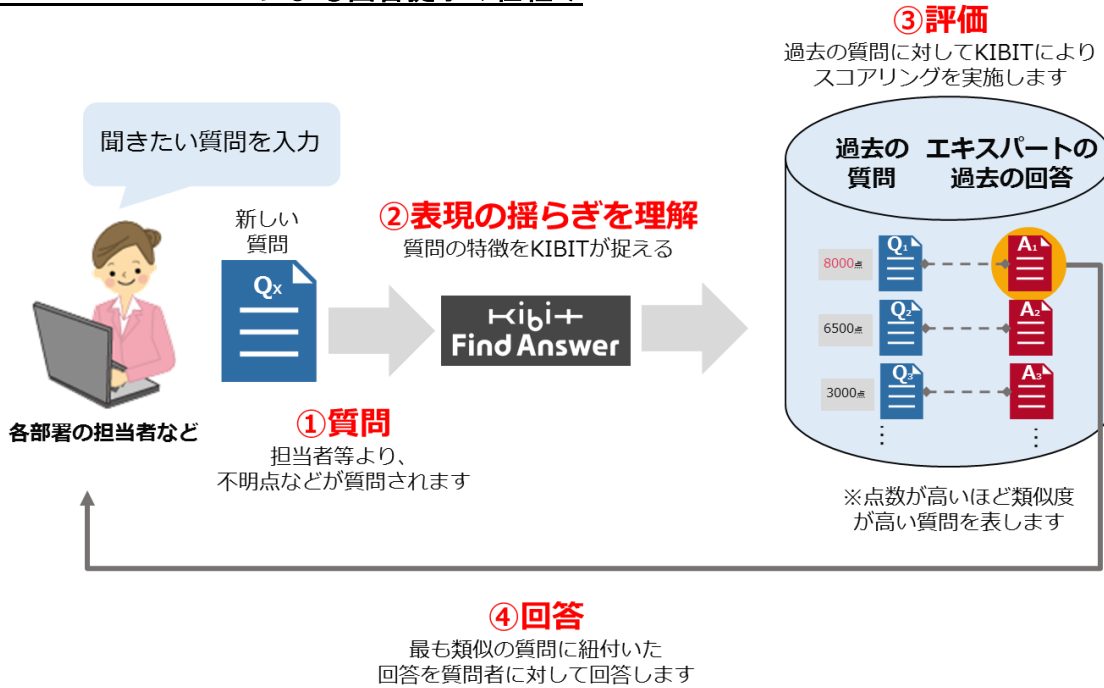 ③評価
過去の質問に対してKIBITにより
スコアリングを実施します
聞きたい質問を入力
過去の エキスパートの
質問 過去の回答
新しい
質問
②表現の揺らぎを理解
質問の特徴をKIBITが捉える
Qx
Kibit
Find Answer
8000点
Q₁
A₁
6500点
Q₂
A₂
3000点
Q₃
A₃
各部署の担当者など
①質問
担当者等より、
不明点などが質問されます
※点数が高いほど類似度
が高い質問を表します
④回答
最も類似の質問に紐付いた
回答を質問者に対して回答します